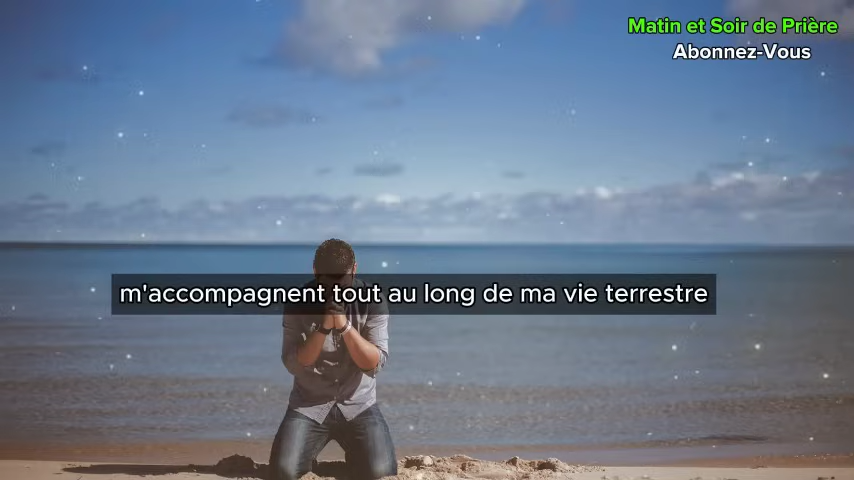 Matin et Soir de Prière
Abonnez-Vous
m'accompagnent tout au long de ma vie terrestre